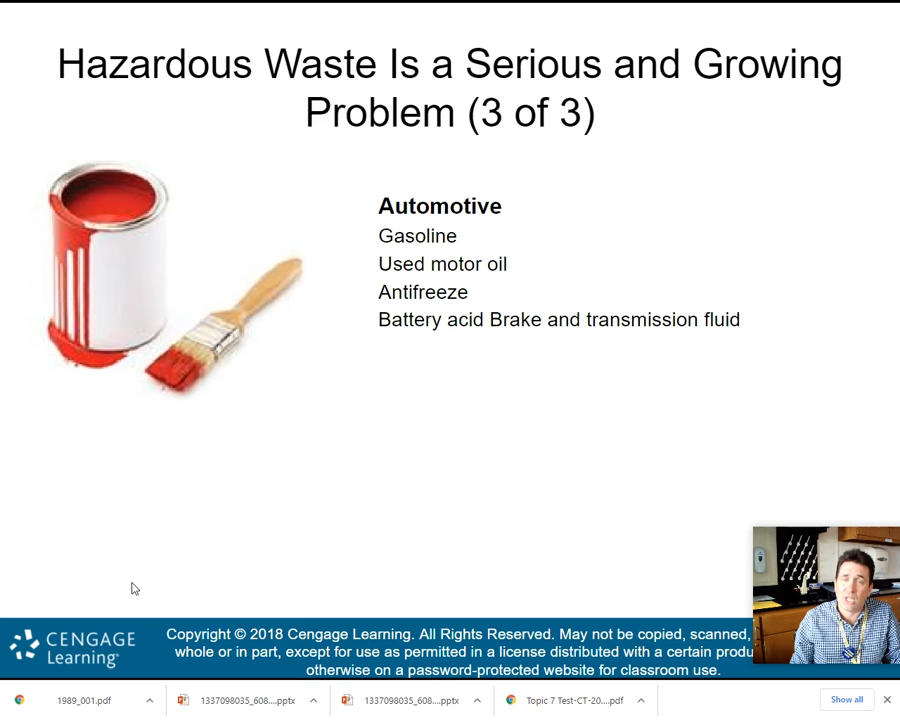 Hazardous Waste Is a Serious and Growing
Problem (3 of 3)
Automotive
Gasoline
Used motor oil
Antifreeze
Battery acid Brake and transmission fluid
CENGAGE
Learning
Copyright © 2018 Cengage Learning. All Rights Reserved. May not be copied, scanned,
whole or in part, except for use as permitted in a license distributed with a certain produ
otherwise on a password-protected website for classroom use.
1989_001.pdf
1337098035_608....pptx
1337098035_608....pptx
Topic 7 Test-CT-20....pdf
Show all